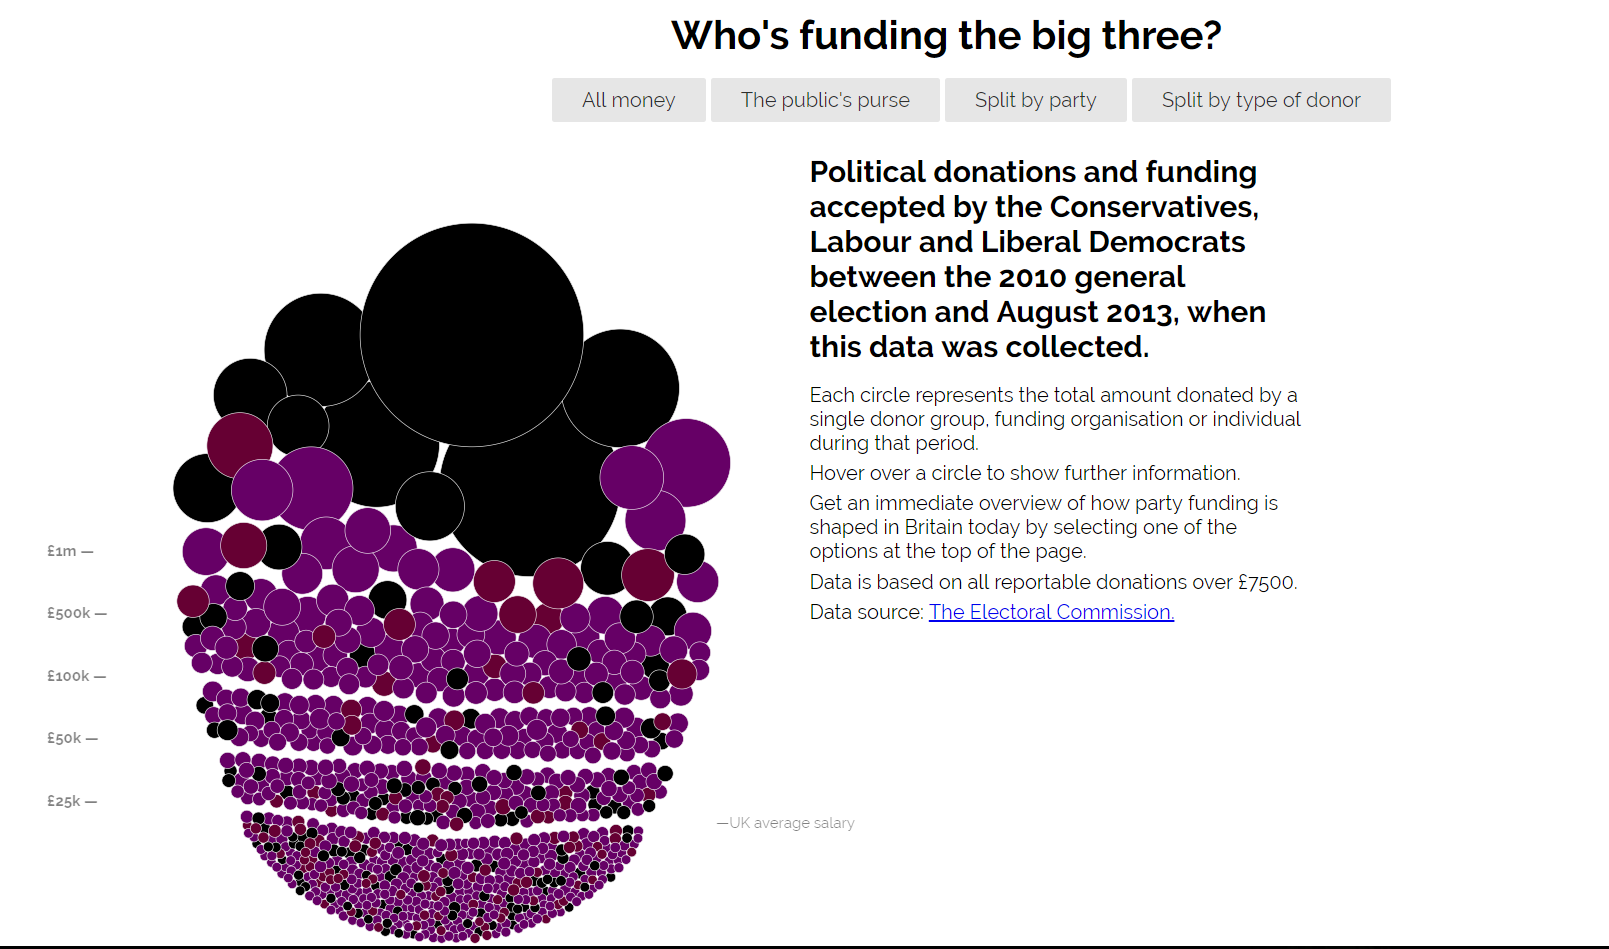 Who's funding the big three?
All money
The public's purse
Split by party
Split by type of donor
Political donations and funding
accepted by the Conservatives,
Labour and Liberal Democrats
between the 2010 general
election and August 2013, when
this data was collected.
Each circle represents the total amount donated by a
single donor group, funding organisation or individual
during that period.
Hover over a circle to show further information.
Get an immediate overview of how party funding is
shaped in Britain today by selecting one of the
options at the top of the page.
Data is based on all reportable donations over £7500.
Data source: The Electoral Commission.
£1m —
£500k —
£100k —
£50k —
£25k —
—UK average salary